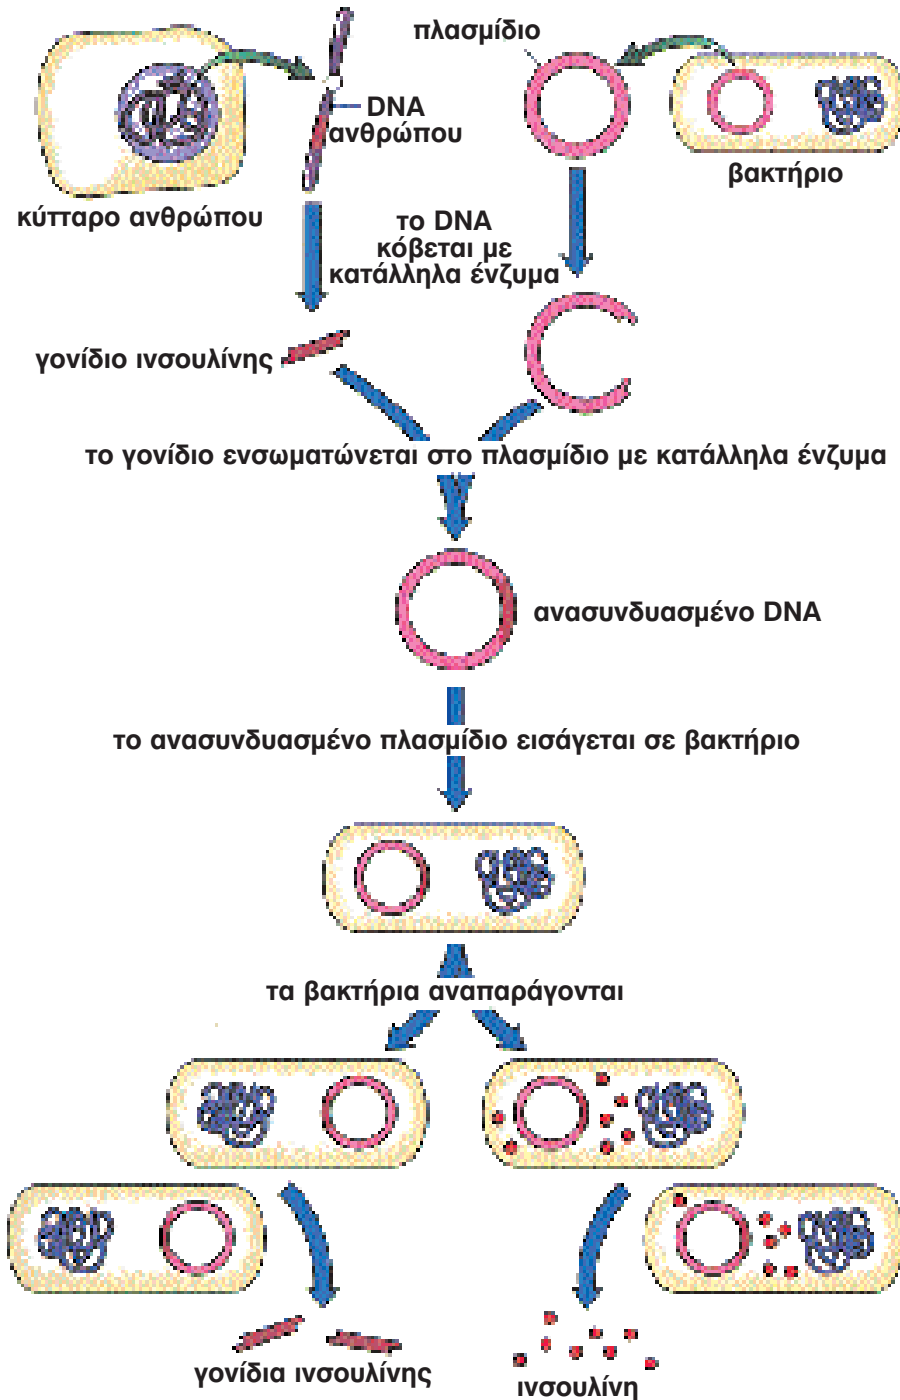 πλασμίδιο
DNA
ανθρώπου
βακτήριο
κύτταρο ανθρώπου
το DNA
κόβεται με
κατάλληλα ένζυμα
γονίδιο ινσουλίνης
το γονίδιο ενσωματώνεται στο πλασμίδιο με κατάλληλα ένζυμα
ανασυνδυασμένο DNA
το ανασυνδυασμένο πλασμίδιο εισάγεται σε βακτήριο
τα βακτήρια αναπαράγονται
γονίδια ινσουλίνης
ινσουλίνη